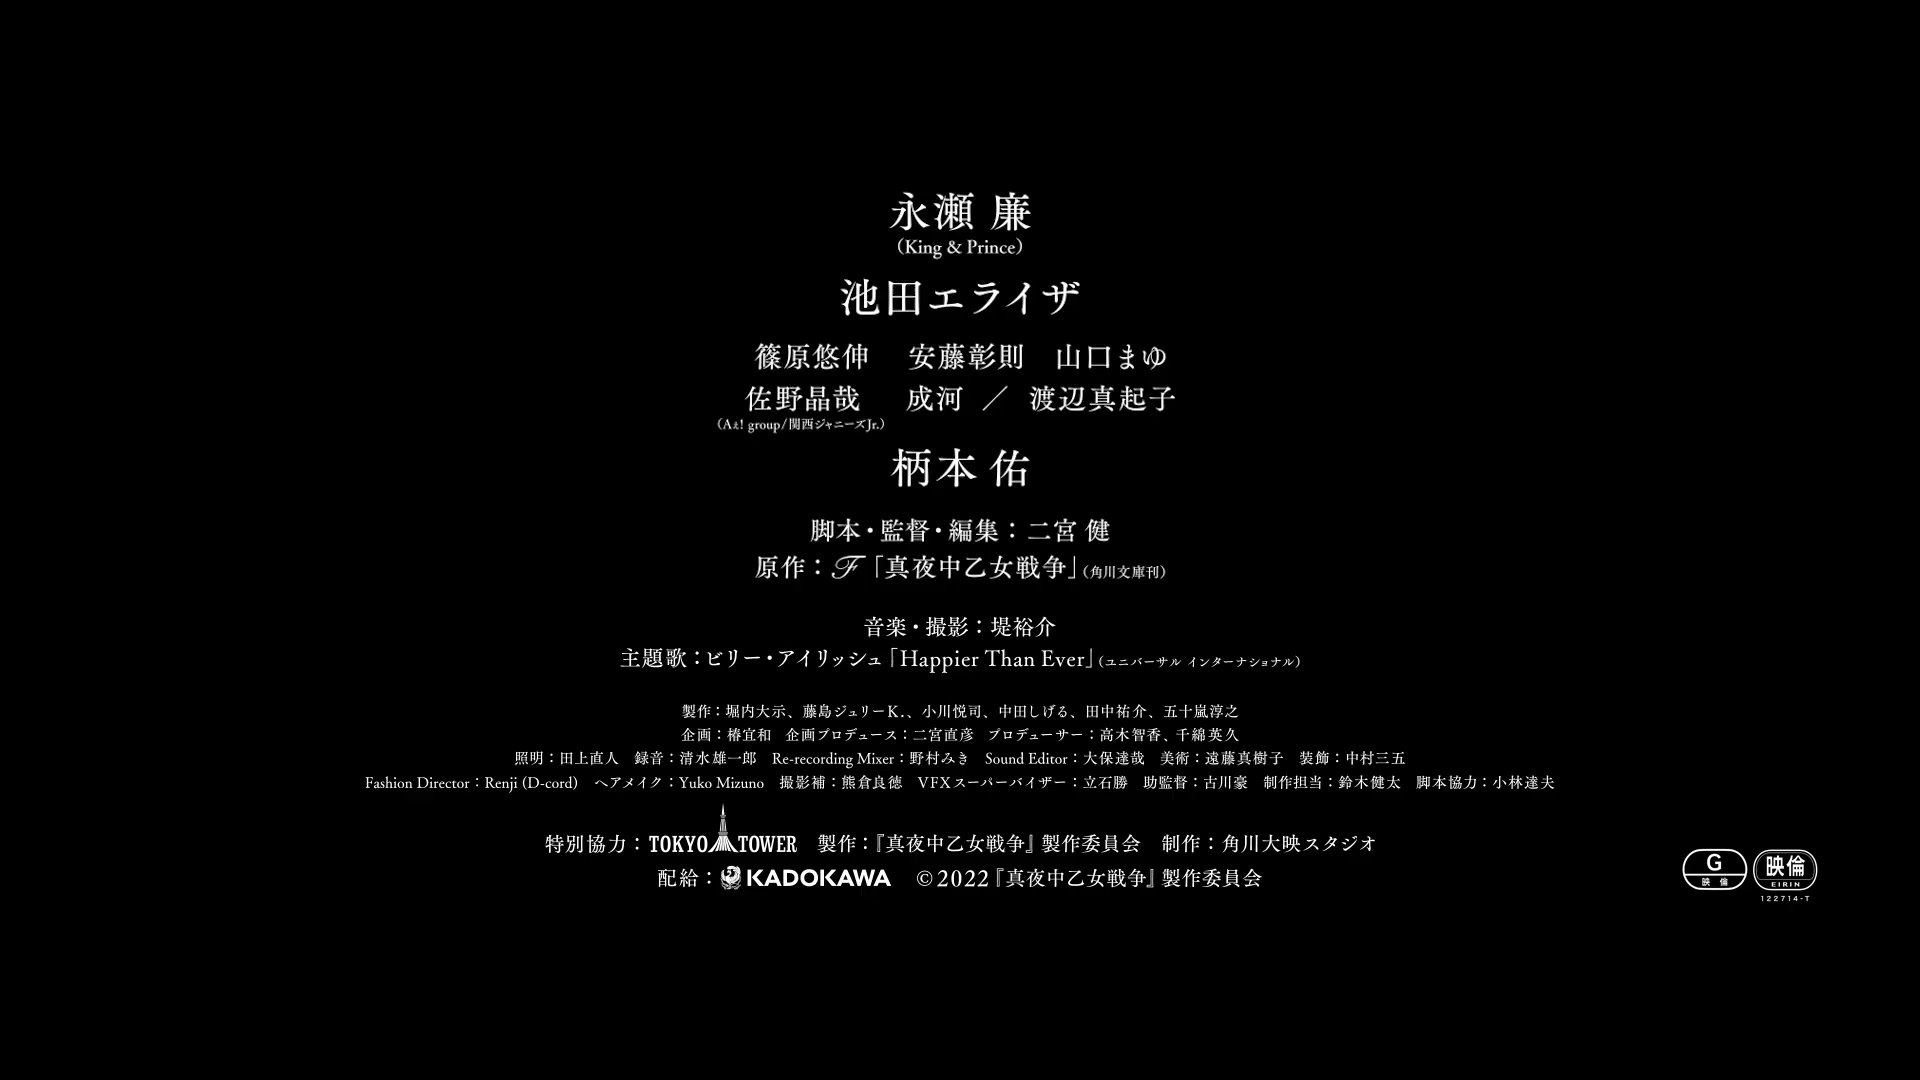 永瀬 廉
（King & Prince）
池田エライザ
篠原悠伸　安藤彰則　山口まゆ
佐野晶哉　成河 ／ 渡辺真起子
（Aぇ! group/関西ジャニーズJr.）
柄本 佑
脚本・監督・編集：二宮 健
原作：F「真夜中乙女戦争」（角川文庫刊）
音楽・撮影：堤裕介
主題歌：ビリー・アイリッシュ「Happier Than Ever」（ユニバーサル インターナショナル）
製作：堀内大示、藤島ジュリーK.、小川悦司、中田しげる、田中祐介、五十嵐淳之
企画：椿宜和　企画プロデュース：二宮直彦　プロデューサー：高木智香、千綿英久
照明：田上直人　録音：清水雄一郎　Re-recording Mixer：野村みき　Sound Editor：大保達哉　美術：遠藤真樹子　装飾：中村三五
Fashion Director：Renji (D-cord)　ヘアメイク：Yuko Mizuno　撮影補：熊倉良徳　VFXスーパーバイザー：立石勝　助監督：古川豪　制作担当：鈴木健太　脚本協力：小林達夫
特別協力：TOKYO TOWER　製作：『真夜中乙女戦争』製作委員会　制作：角川大映スタジオ
配給：KADOKAWA　©2022『真夜中乙女戦争』製作委員会
G 映倫
映倫
EIRIN
122714-T